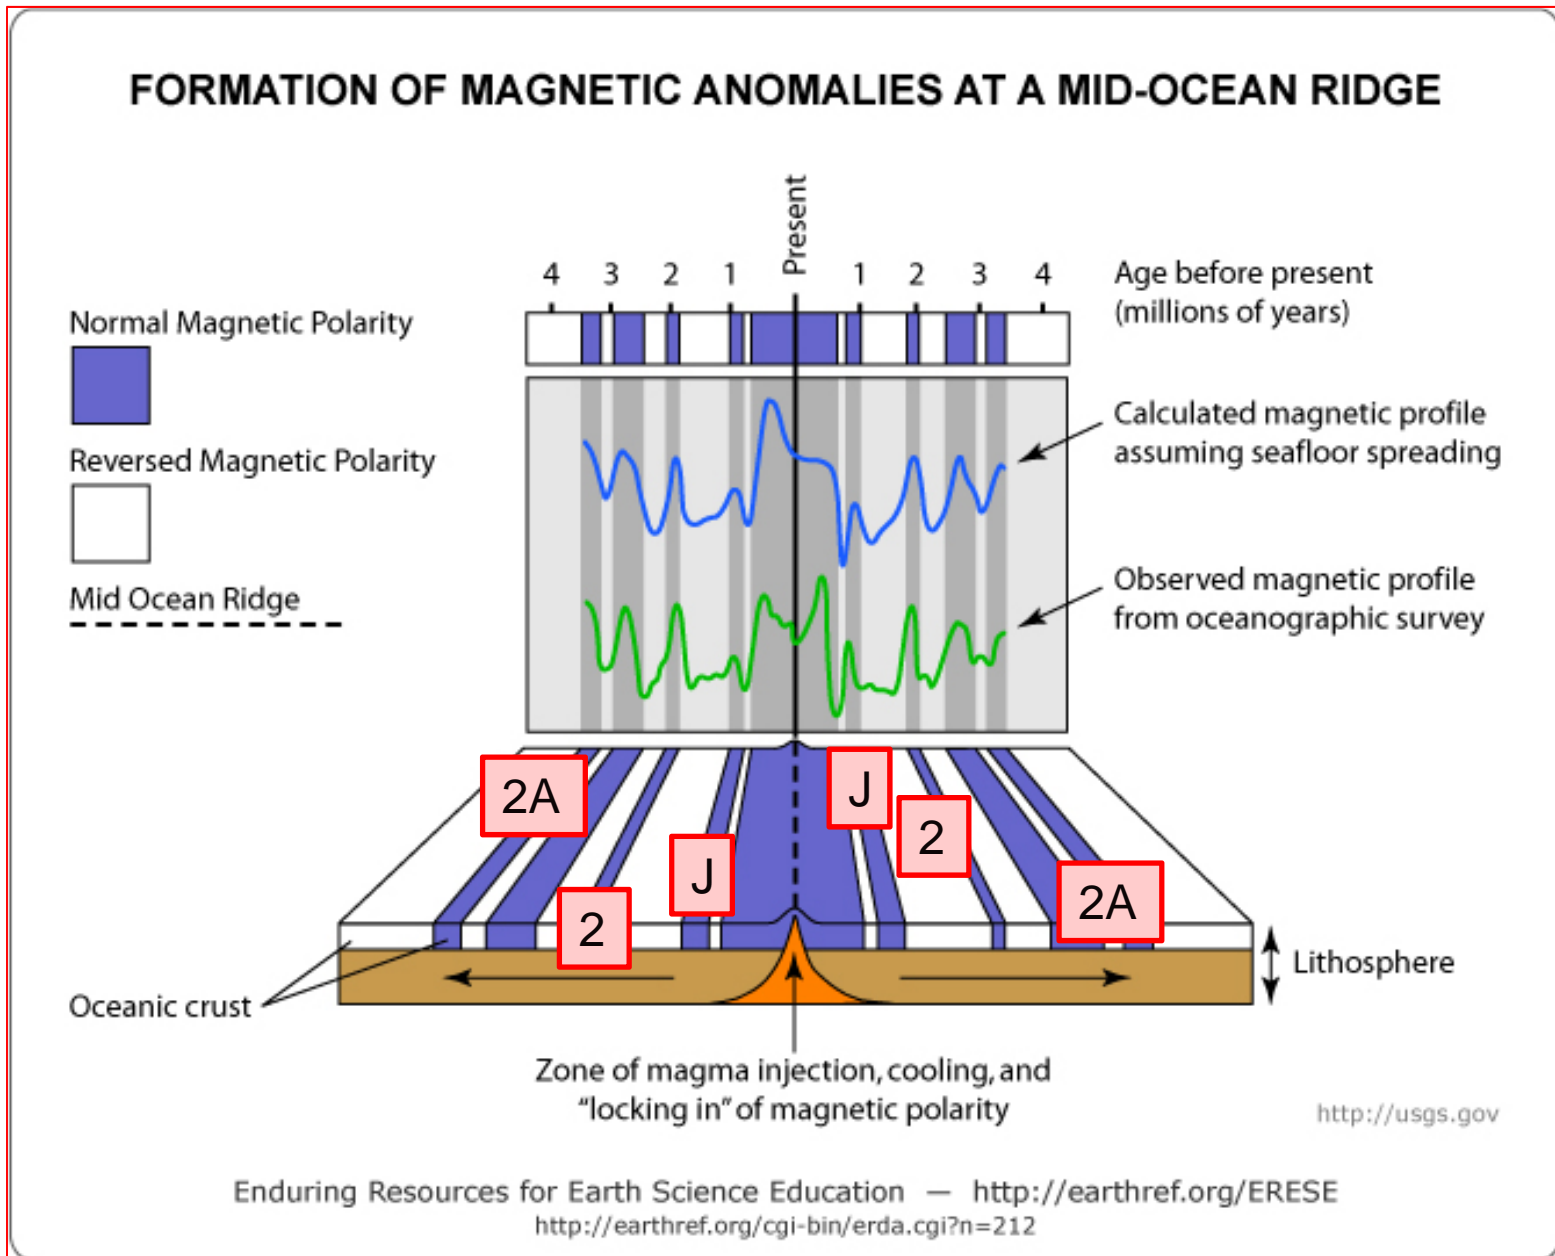 FORMATION OF MAGNETIC ANOMALIES AT A MID-OCEAN RIDGE
Present
4 3 2 1 1 2 3 4
Age before present
(millions of years)
Normal Magnetic Polarity
Reversed Magnetic Polarity
Mid Ocean Ridge
Calculated magnetic profile
assuming seafloor spreading
Observed magnetic profile
from oceanographic survey
2A
J
2
J
2
2A
Lithosphere
Oceanic crust
Zone of magma injection, cooling, and
“locking in” of magnetic polarity
http://usgs.gov
Enduring Resources for Earth Science Education — http://earthref.org/ERESE
http://earthref.org/cgi-bin/erda.cgi?n=212